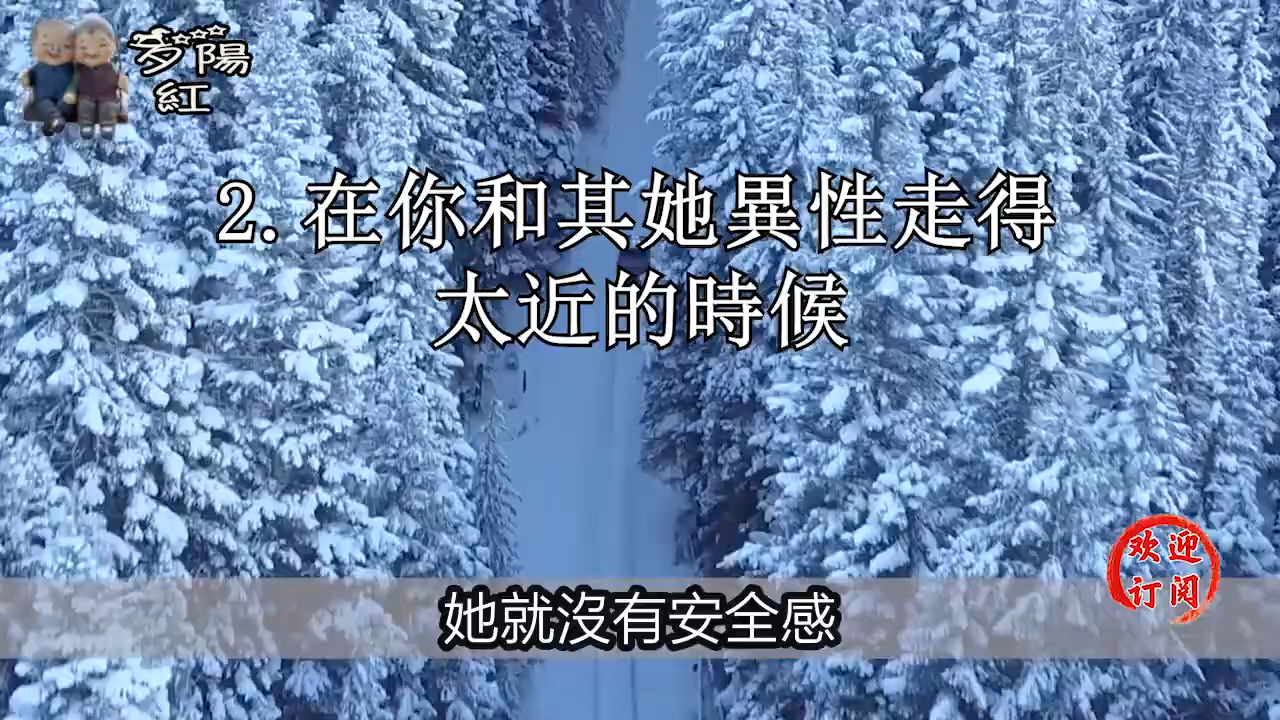 夕陽
紅
2.在你和其她異性走得
太近的時候
欢迎
订阅
她就沒有安全感